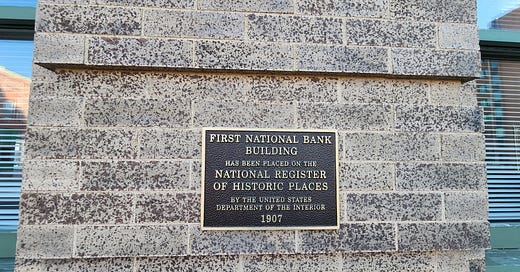 FIRST NATIONAL BANK
BUILDING
HAS BEEN PLACED ON THE
NATIONAL REGISTER
OF HISTORIC PLACES
BY THE UNITED STATES
DEPARTMENT OF THE INTERIOR
1907